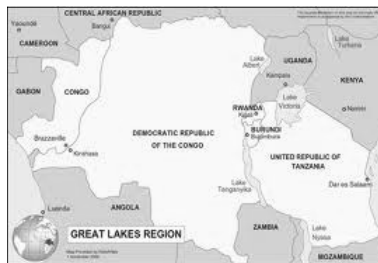 Yaoundé
CENTRAL AFRICAN REPUBLIC
Bangui
CAMEROON
Lake
Turkana
Lake
Albert
UGANDA
Kampala
KENYA
GABON
CONGO
Lake
Victoria
Nairobi
RWANDA
Kigali
DEMOCRATIC REPUBLIC
OF THE CONGO
BURUNDI
Bujumbura
Brazzaville
Kinshasa
UNITED REPUBLIC OF
TANZANIA
Lake
Tanganyika
Dar es Salaam
Luanda
ANGOLA
GREAT LAKES REGION
ZAMBIA
Lake
Nyasa
MOZAMBIQUE